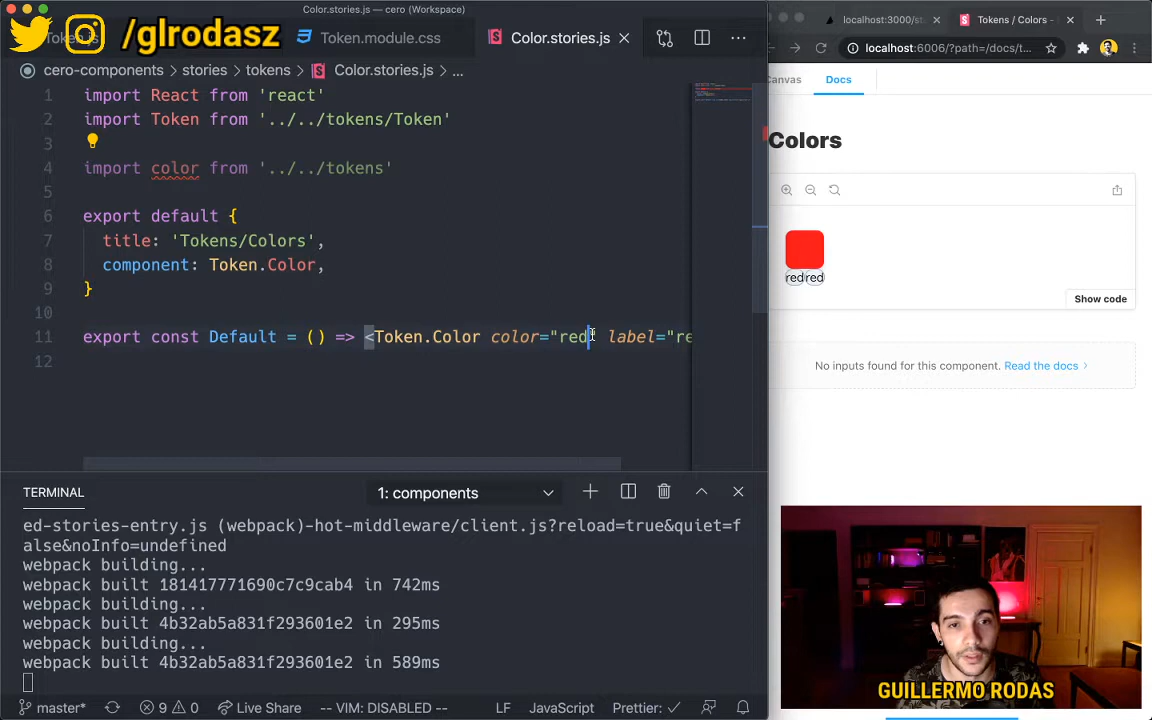 Color.stories.js — cero (Workspace)
/glrodasz
Token.module.css
Color.stories.js
cero-components > stories > tokens > Color.stories.js > ...
1 import React from 'react'
2 import Token from '../../tokens/Token'
3
4 import color from '../../tokens'
5
6 export default {
7 title: 'Tokens/Colors',
8 component: Token.Color,
9 }
10
11 export const Default = () => <Token.Color color="red" label="re
12
TERMINAL
1: components
ed-stories-entry.js (webpack)-hot-middleware/client.js?reload=true&quiet=f
alse&noInfo=undefined
webpack building...
webpack built 181417771690c7c9cab4 in 742ms
webpack building...
webpack built 4b32ab5a831f293601e2 in 295ms
webpack building...
webpack built 4b32ab5a831f293601e2 in 589ms
master* 9 0 Live Share -- VIM: DISABLED -- LF JavaScript Prettier: ✓
localhost:3000/st
Tokens / Colors -
localhost:6006/?path=/docs/t...
Canvas
Docs
Colors
redred
Show code
No inputs found for this component. Read the docs >
GUILLERMO RODAS